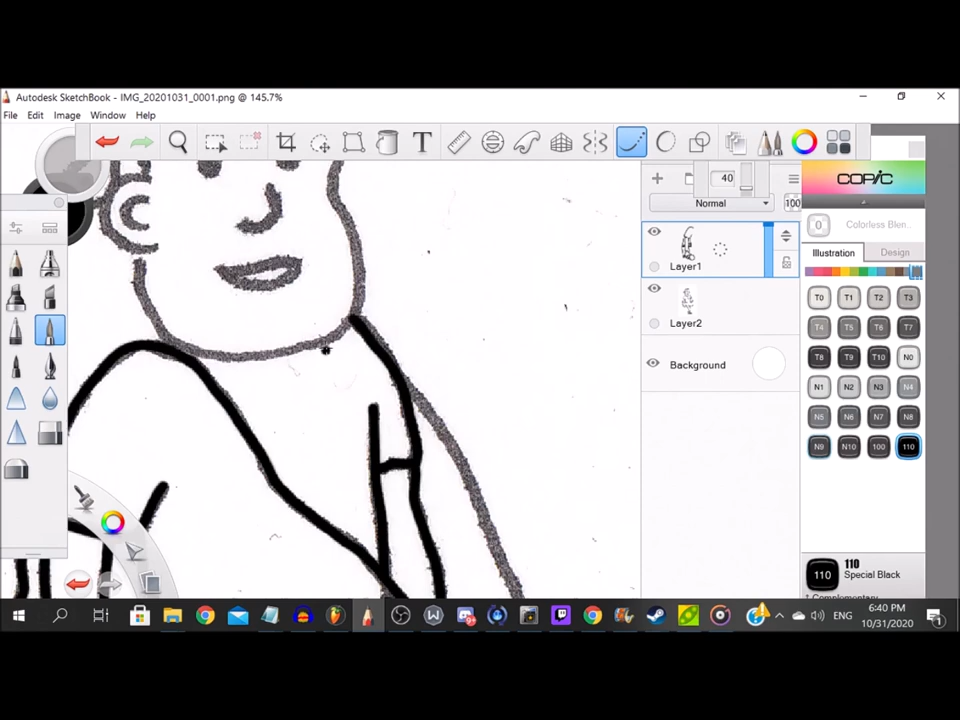 Autodesk SketchBook - IMG_20201031_0001.png @ 145.7%
File Edit Image Window Help
T
40
COPIC
Normal 100
0 Colorless Blen..
Illustration Design
Layer1
T0 T1 T2 T3
Layer2
T4 T5 T6 T7
T8 T9 T10 N0
Background
N1 N2 N3 N4
N5 N6 N7 N8
N9 N10 100 110
110 110
Special Black
Complementary
ENG 6:40 PM
10/31/2020 1